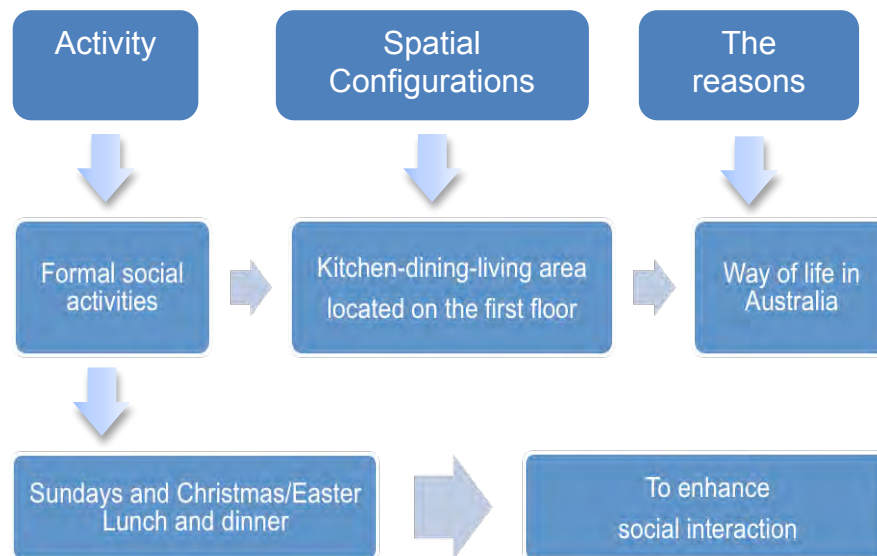 Activity
Spatial
Configurations
The
reasons
Formal social
activities
Kitchen-dining-living area
located on the first floor
Way of life in
Australia
Sundays and Christmas/Easter
Lunch and dinner
To enhance
social interaction